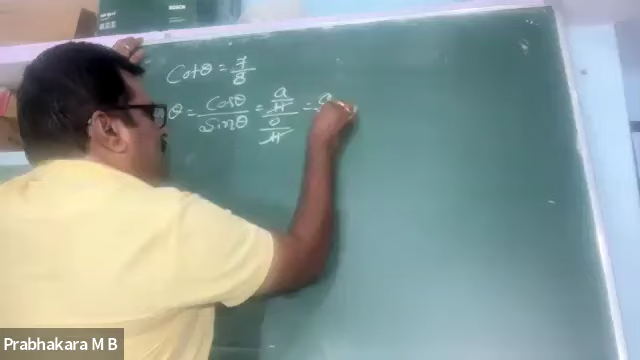 Cotθ = 7/8
θ = Cosθ/Sinθ = (a/H)/(o/H) = a
Prabhakara M B